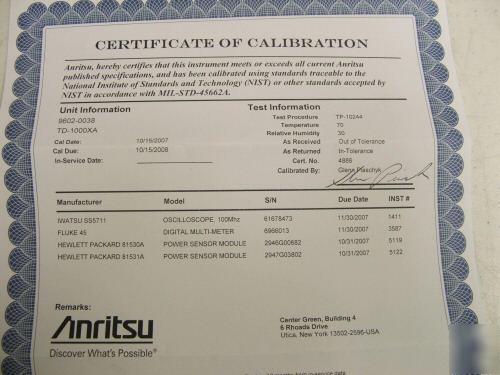 CERTIFICATE OF CALIBRATION
Anritsu, hereby certifies that this instrument meets or exceeds all current Anritsu
published specifications, and has been calibrated using standards traceable to the
National Institute of Standards and Technology (NIST) or other standards accepted by
NIST in accordance with MIL-STD-45662A.
Unit Information
9602-0038
TD-1000XA
Cal Date: 10/15/2007
Cal Due: 10/15/2008
In-Service Date:
Test Information
Test Procedure TP-10244
Temperature 70
Relative Humidity 30
As Received Out of Tolerance
As Returned In-Tolerance
Cert. No. 4886
Calibrated By: Glenn Plaschyk
Manufacturer Model S/N Due Date INST #
IWATSU SS5711 OSCILLOSCOPE, 100Mhz 61678473 11/30/2007 1411
FLUKE 45 DIGITAL MULTI-METER 6966013 11/30/2007 3587
HEWLETT PACKARD 81530A POWER SENSOR MODULE 2946G00682 10/31/2007 5119
HEWLETT PACKARD 81531A POWER SENSOR MODULE 2947G03802 10/31/2007 5122
Remarks:
Anritsu
Discover What's Possible®
Center Green, Building 4
6 Rhoads Drive
Utica, New York 13502-2596-USA